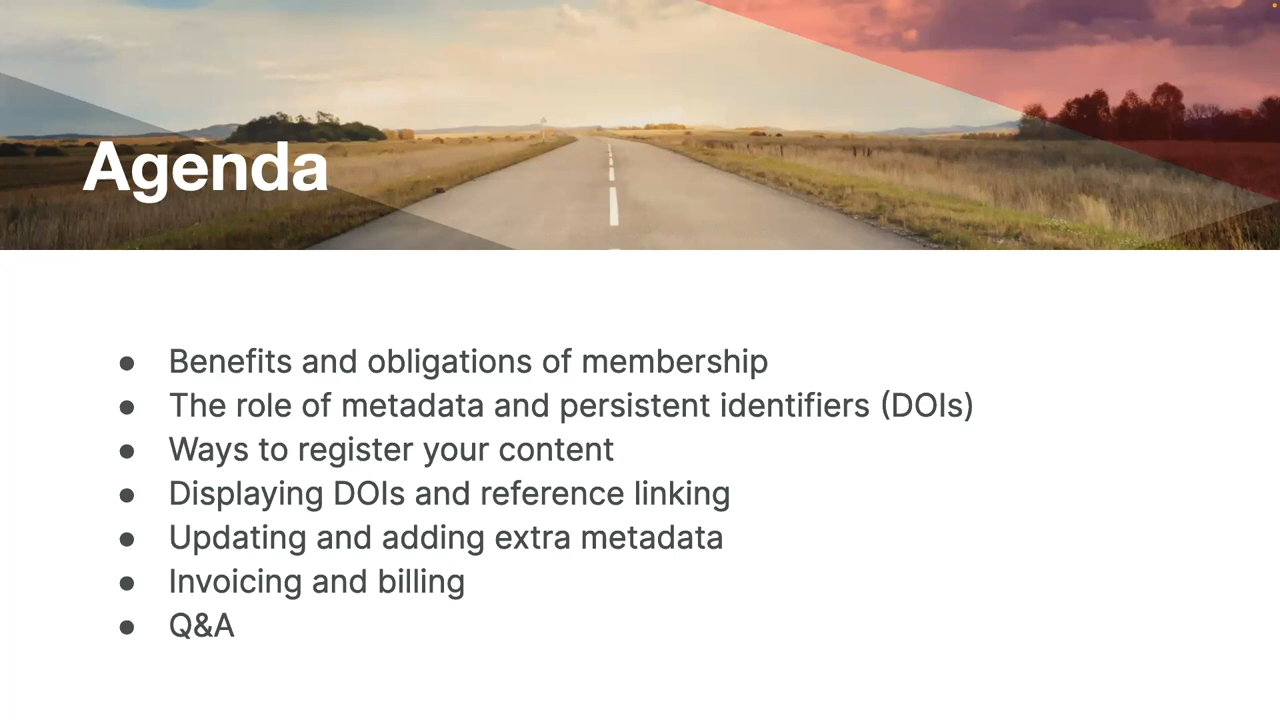 Agenda
● Benefits and obligations of membership
● The role of metadata and persistent identifiers (DOIs)
● Ways to register your content
● Displaying DOIs and reference linking
● Updating and adding extra metadata
● Invoicing and billing
● Q&A